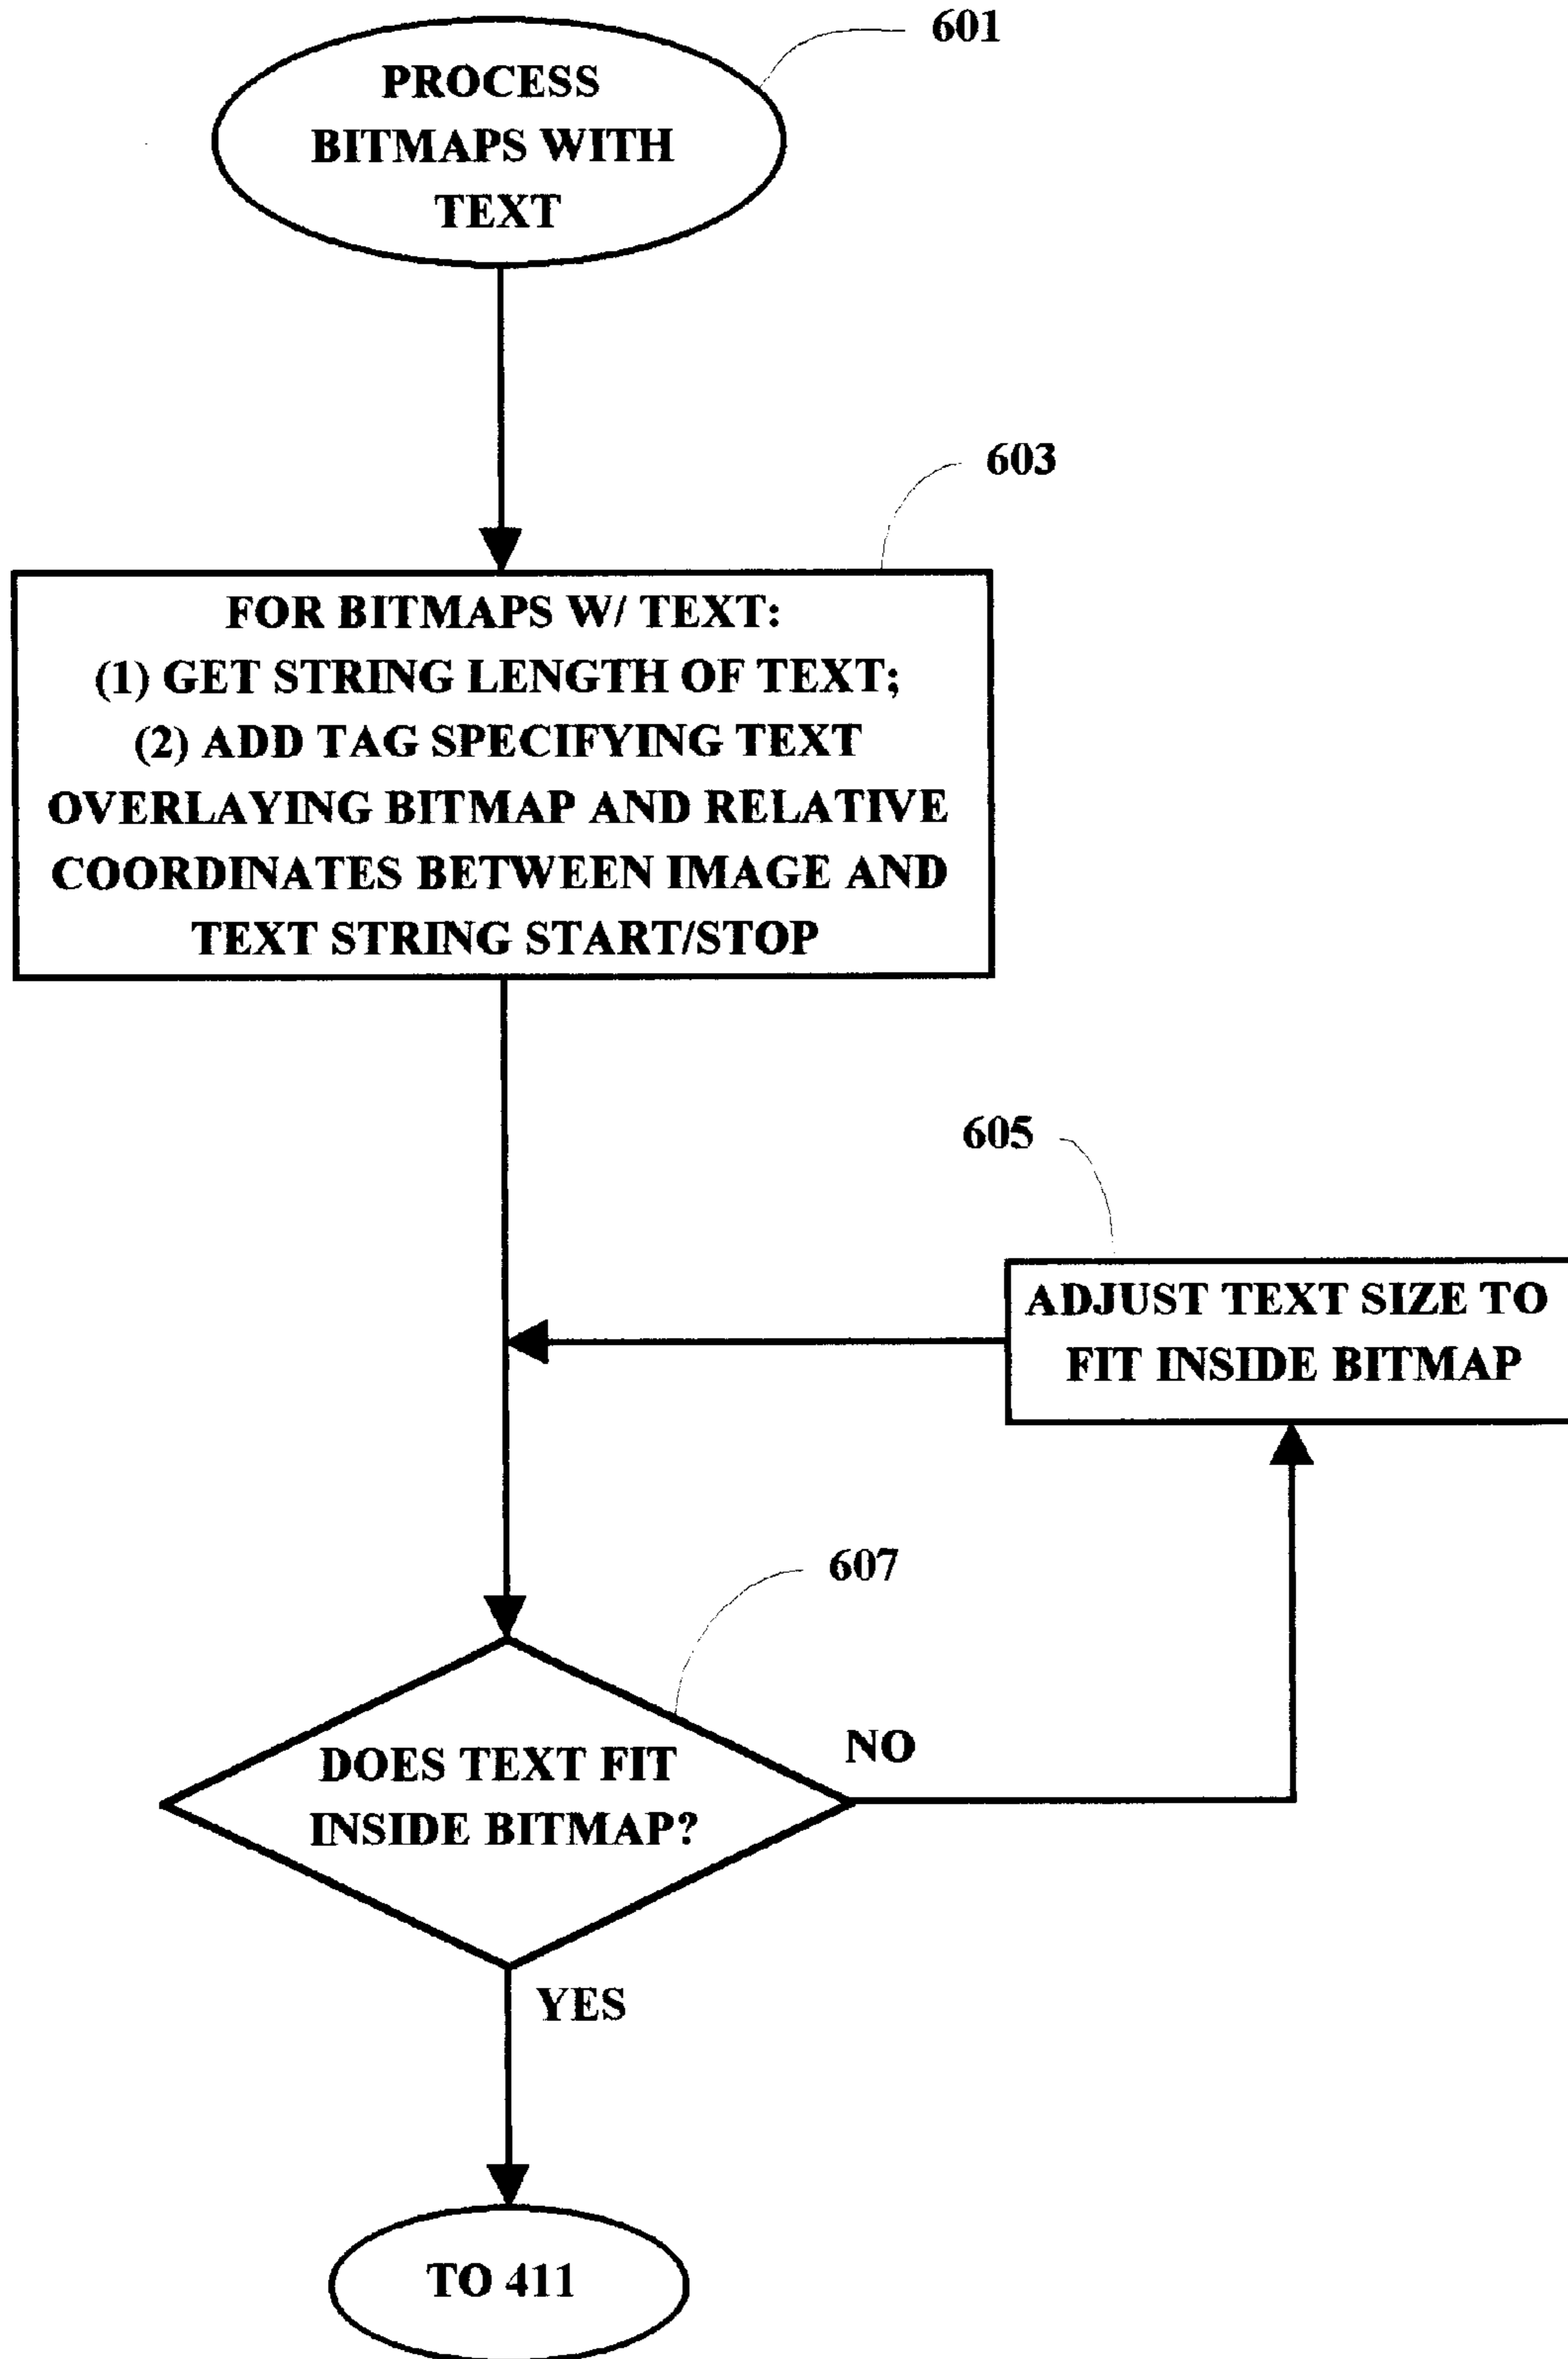 601
PROCESS
BITMAPS WITH
TEXT
603
FOR BITMAPS W/ TEXT:
(1) GET STRING LENGTH OF TEXT;
(2) ADD TAG SPECIFYING TEXT
OVERLAYING BITMAP AND RELATIVE
COORDINATES BETWEEN IMAGE AND
TEXT STRING START/STOP
605
ADJUST TEXT SIZE TO
FIT INSIDE BITMAP
607
DOES TEXT FIT
INSIDE BITMAP?
NO
YES
TO 411